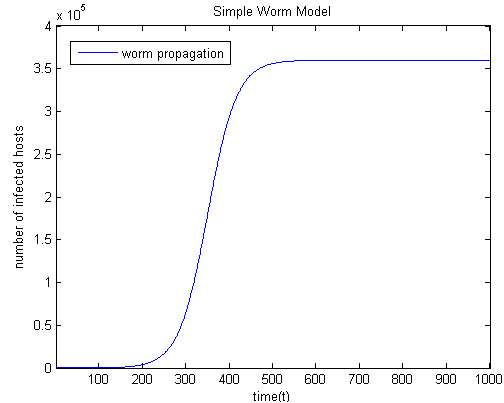 Simple Worm Model
x 10^5
worm propagation
4
3.5
3
2.5
2
1.5
1
0.5
0
number of infected hosts
100 200 300 400 500 600 700 800 900 1000
time(t)